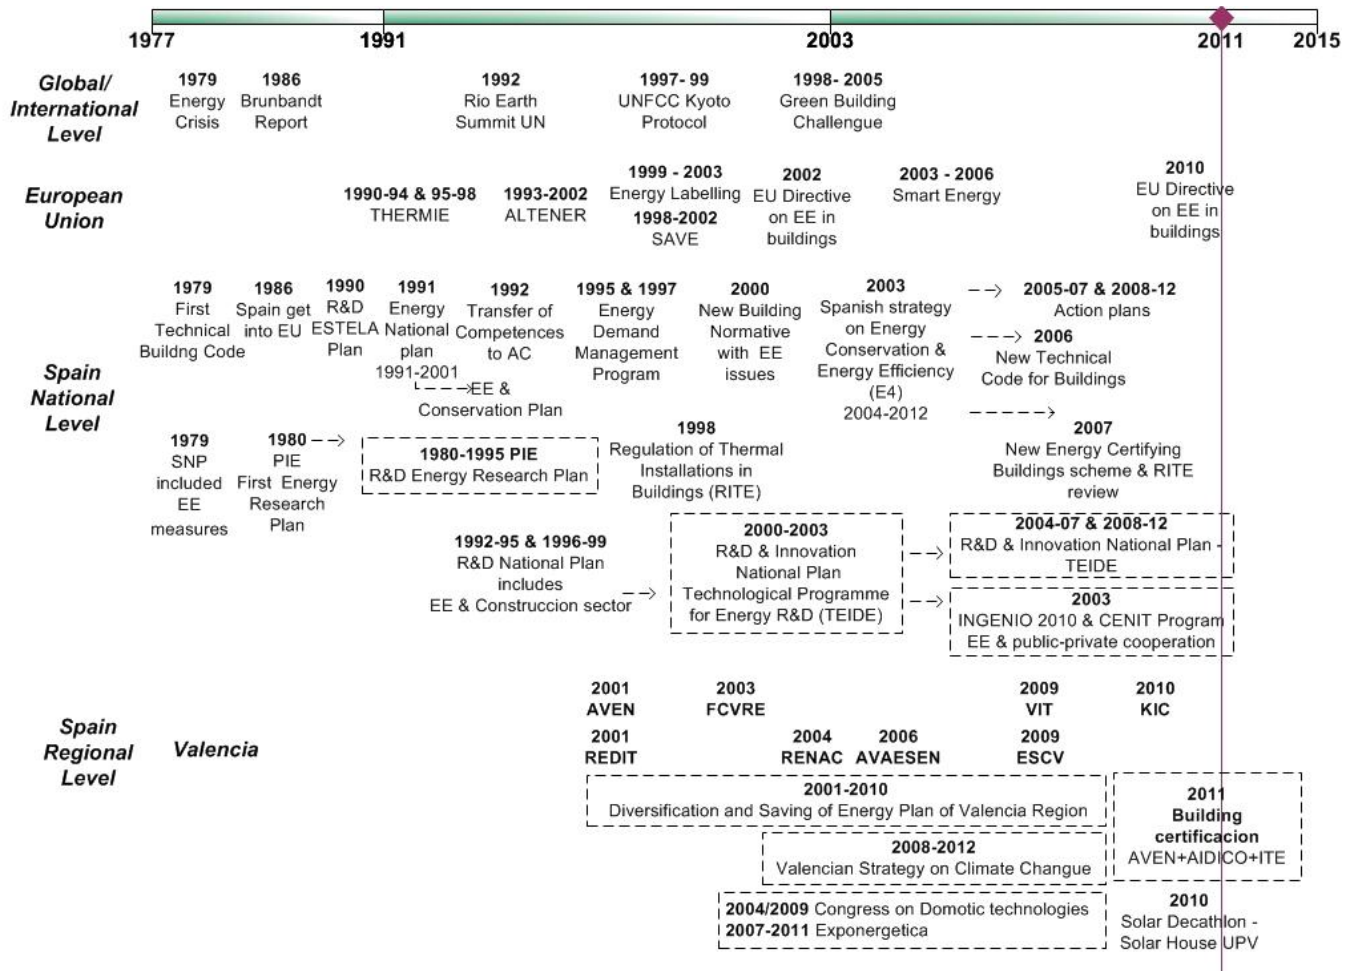 1977 1991 2003 2011 2015
Global/
International
Level
1979
Energy
Crisis
1986
Brunbandt
Report
1992
Rio Earth
Summit UN
1997- 99
UNFCC Kyoto
Protocol
1998- 2005
Green Building
Challengue
European
Union
1990-94 & 95-98
THERMIE
1993-2002
ALTENER
1999 - 2003
Energy Labelling
1998-2002
SAVE
2002
EU Directive
on EE in
buildings
2003 - 2006
Smart Energy
2010
EU Directive
on EE in
buildings
Spain
National
Level
1979
First
Technical
Buildng Code
1986
Spain get
into EU
1990
R&D
ESTELA
Plan
1991
Energy
National
plan
1991-2001
EE &
Conservation Plan
1992
Transfer of
Competences
to AC
1995 & 1997
Energy
Demand
Management
Program
2000
New Building
Normative
with EE
issues
2003
Spanish strategy
on Energy
Conservation &
Energy Efficiency
(E4)
2004-2012
2005-07 & 2008-12
Action plans
2006
New Technical
Code for Buildings
2007
New Energy Certifying
Buildings scheme & RITE
review
1979
SNP
included
EE
measures
1980
PIE
First Energy
Research
Plan
1980-1995 PIE
R&D Energy Research Plan
1998
Regulation of Thermal
Installations in
Buildings (RITE)
1992-95 & 1996-99
R&D National Plan
includes
EE & Construccion sector
2000-2003
R&D & Innovation
National Plan
Technological Programme
for Energy R&D (TEIDE)
2004-07 & 2008-12
R&D & Innovation National Plan -
TEIDE
2003
INGENIO 2010 & CENIT Program
EE & public-private cooperation
Spain
Regional
Level
Valencia
2001
AVEN
2003
FCVRE
2009
VIT
2010
KIC
2001
REDIT
2004
RENAC
2006
AVAESEN
2009
ESCV
2001-2010
Diversification and Saving of Energy Plan of Valencia Region
2008-2012
Valencian Strategy on Climate Changue
2004/2009 Congress on Domotic technologies
2007-2011 Exponergetica
2011
Building
certificacion
AVEN+AIDICO+ITE
2010
Solar Decathlon -
Solar House UPV